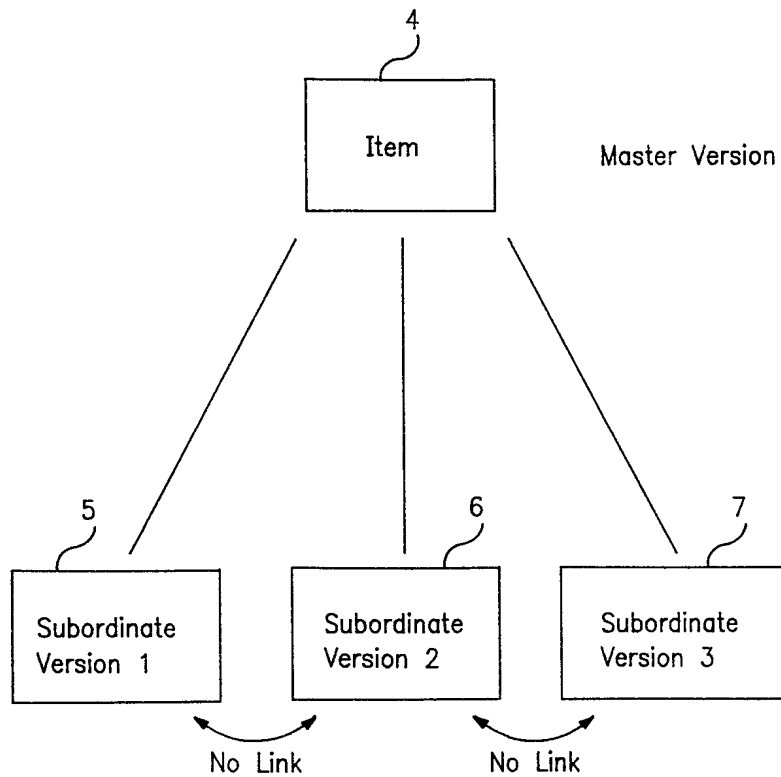 4
Item
Master Version
5
6
7
Subordinate
Version 1
Subordinate
Version 2
Subordinate
Version 3
No Link
No Link